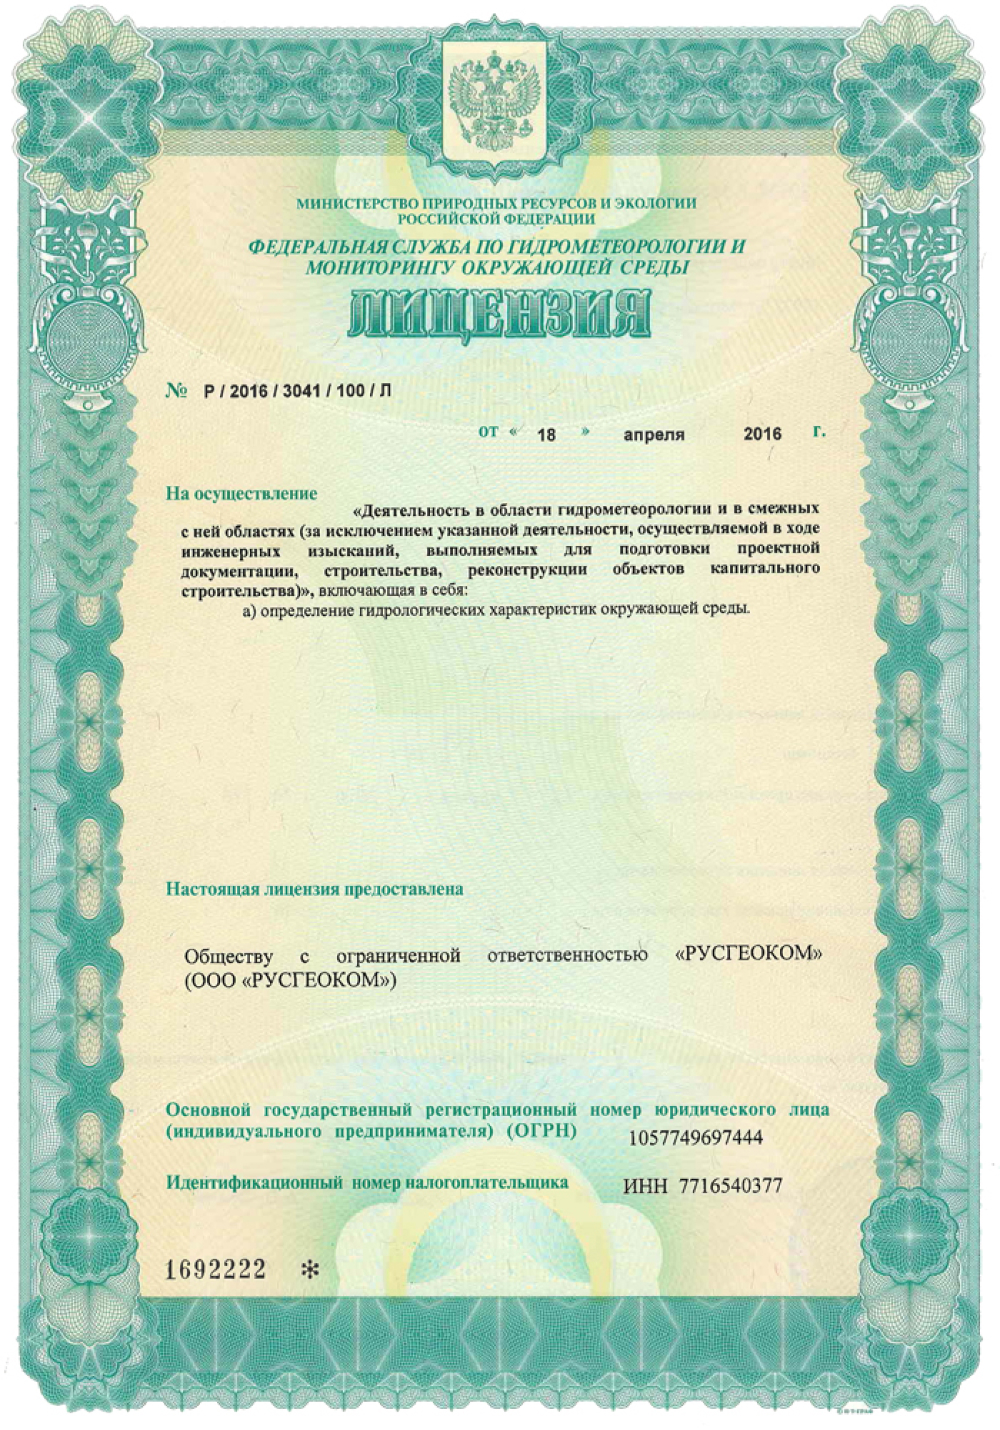 МИНИСТЕРСТВО ПРИРОДНЫХ РЕСУРСОВ И ЭКОЛОГИИ
РОССИЙСКОЙ ФЕДЕРАЦИИ
ФЕДЕРАЛЬНАЯ СЛУЖБА ПО ГИДРОМЕТЕОРОЛОГИИ И
МОНИТОРИНГУ ОКРУЖАЮЩЕЙ СРЕДЫ
ЛИЦЕНЗИЯ
№ Р / 2016 / 3041 / 100 / Л
от « 18 » апреля 2016 г.
На осуществление
«Деятельность в области гидрометеорологии и в смежных
с ней областях (за исключением указанной деятельности, осуществляемой в ходе
инженерных изысканий, выполняемых для подготовки проектной
документации, строительства, реконструкции объектов капитального
строительства)», включающая в себя:
а) определение гидрологических характеристик окружающей среды.
Настоящая лицензия предоставлена
Обществу с ограниченной ответственностью «РУСГЕОКОМ»
(ООО «РУСГЕОКОМ»)
Основной государственный регистрационный номер юридического лица
(индивидуального предпринимателя) (ОГРН) 1057749697444
Идентификационный номер налогоплательщика ИНН 7716540377
1692222 *